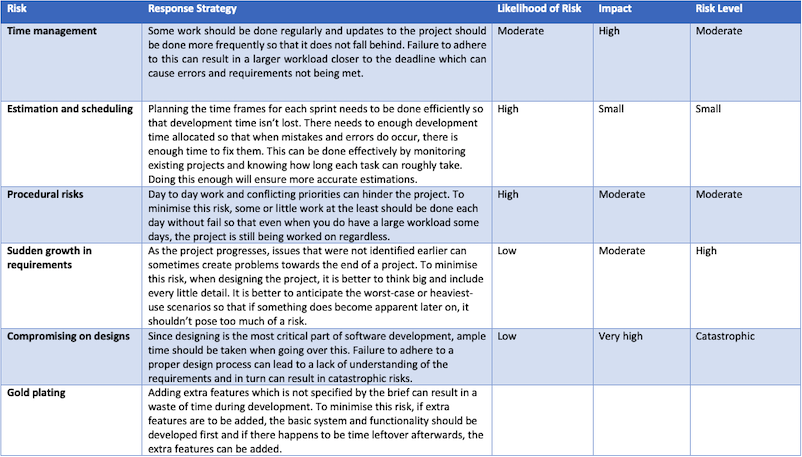 Risk Response Strategy Likelihood of Risk Impact Risk Level
Time management Some work should be done regularly and updates to the project should Moderate High Moderate
be done more frequently so that it does not fall behind. Failure to adhere
to this can result in a larger workload closer to the deadline which can
cause errors and requirements not being met.
Estimation and scheduling Planning the time frames for each sprint needs to be done efficiently so High Small Small
that development time isn't lost. There needs to enough development
time allocated so that when mistakes and errors do occur, there is
enough time to fix them. This can be done effectively by monitoring
existing projects and knowing how long each task can roughly take.
Doing this enough will ensure more accurate estimations.
Procedural risks Day to day work and conflicting priorities can hinder the project. To High Moderate Moderate
minimise this risk, some or little work at the least should be done each
day without fail so that even when you do have a large workload some
days, the project is still being worked on regardless.
Sudden growth in As the project progresses, issues that were not identified earlier can Low Moderate High
requirements sometimes create problems towards the end of a project. To minimise
this risk, when designing the project, it is better to think big and include
every little detail. It is better to anticipate the worst-case or heaviest-
use scenarios so that if something does become apparent later on, it
shouldn't pose too much of a risk.
Compromising on designs Since designing is the most critical part of software development, ample Low Very high Catastrophic
time should be taken when going over this. Failure to adhere to a
proper design process can lead to a lack of understanding of the
requirements and in turn can result in catastrophic risks.
Gold plating Adding extra features which is not specified by the brief can result in a
waste of time during development. To minimise this risk, if extra
features are to be added, the basic system and functionality should be
developed first and if there happens to be time leftover afterwards, the
extra features can be added.